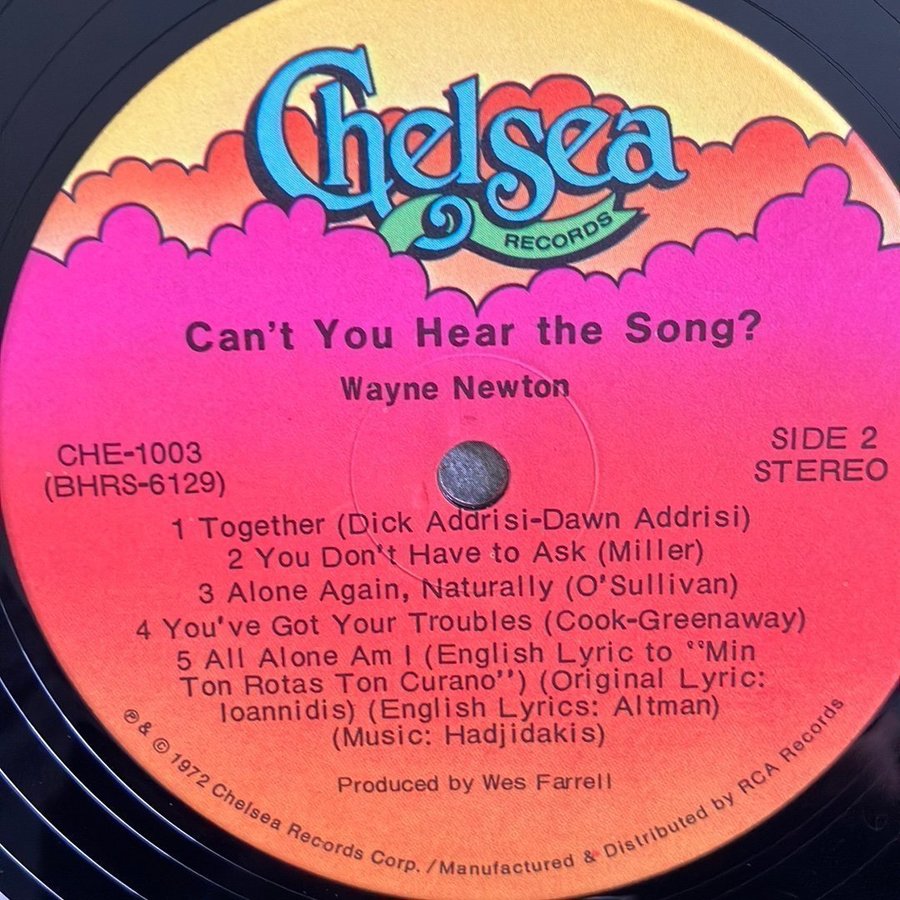 Chelsea
RECORDS
Can't You Hear the Song?
Wayne Newton
CHE-1003
(BHRS-6129)
SIDE 2
STEREO
1 Together (Dick Addrisi-Dawn Addrisi)
2 You Don't Have to Ask (Miller)
3 Alone Again, Naturally (O'Sullivan)
4 You've Got Your Troubles (Cook-Greenaway)
5 All Alone Am I (English Lyric to "Min
Ton Rotas Ton Curano") (Original Lyric:
Ioannidis) (English Lyrics: Altman)
(Music: Hadjidakis)
Produced by Wes Farrell
℗ & © 1972 Chelsea Records Corp. / Manufactured & Distributed by RCA Records